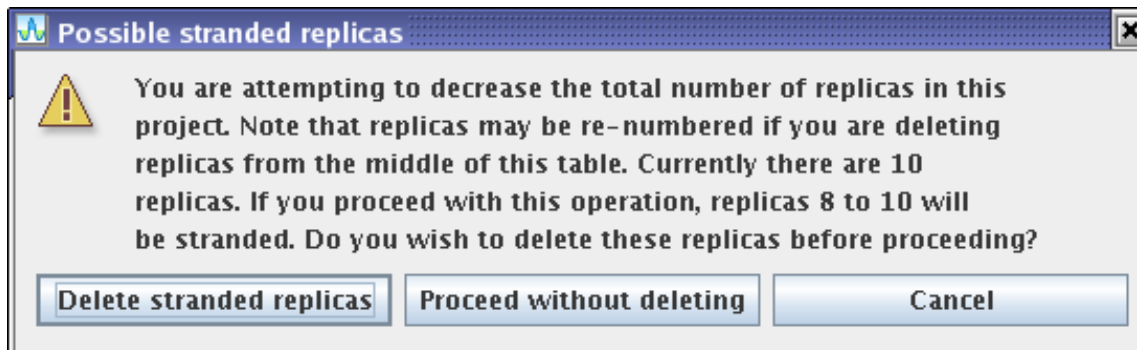 Possible stranded replicas
You are attempting to decrease the total number of replicas in this
project. Note that replicas may be re-numbered if you are deleting
replicas from the middle of this table. Currently there are 10
replicas. If you proceed with this operation, replicas 8 to 10 will
be stranded. Do you wish to delete these replicas before proceeding?
Delete stranded replicas
Proceed without deleting
Cancel